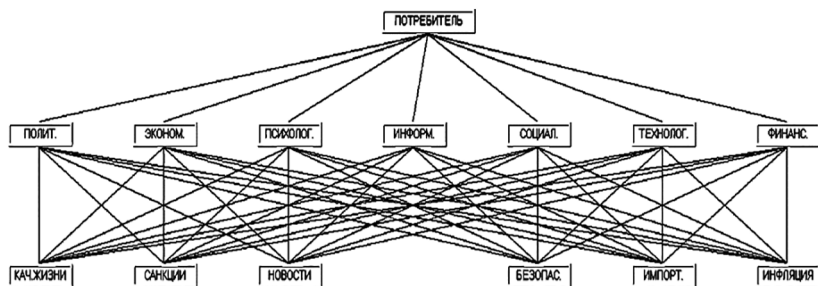 ПОТРЕБИТЕЛЬ
ПОЛИТ. ЭКОНОМ. ПСИХОЛОГ. ИНФОРМ. СОЦИАЛ. ТЕХНОЛОГ. ФИНАНС.
КАЧ.ЖИЗНИ САНКЦИИ НОВОСТИ БЕЗОПАС. ИМПОРТ. ИНФЛЯЦИЯ